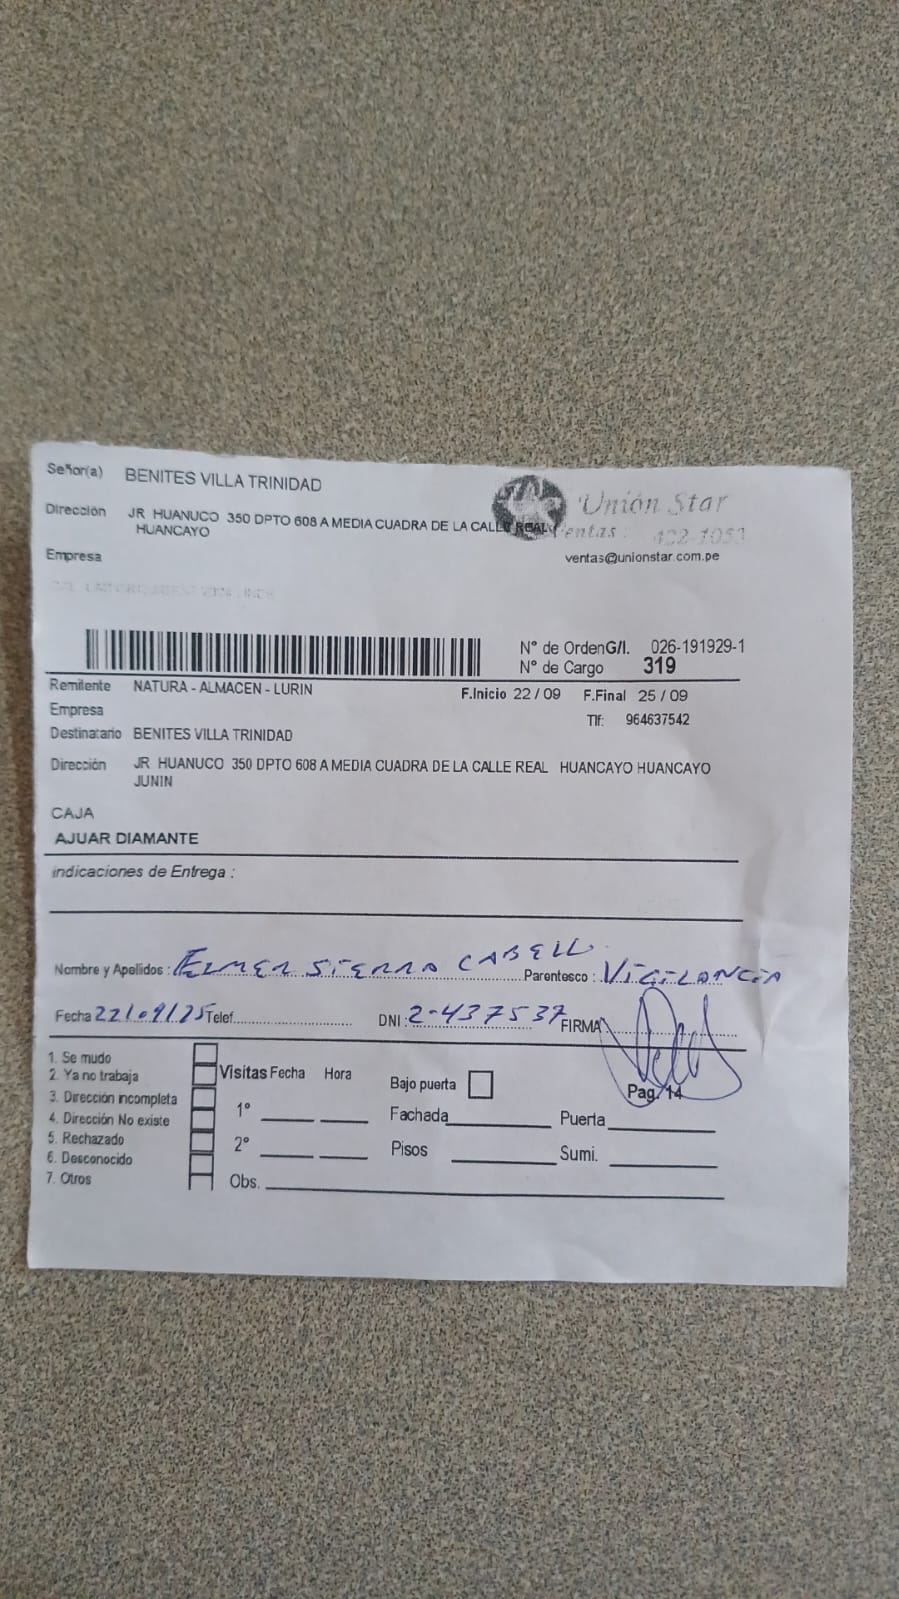 Señor(a) BENITES VILLA TRINIDAD
Unión Star
Dirección JR HUANUCO 350 DPTO 608 A MEDIA CUADRA DE LA CALLE REAL
HUANCAYO
Ventas: 422-1053
Empresa
ventas@unionstar.com.pe
N° de OrdenG/I. 026-191929-1
N° de Cargo 319
Remitente NATURA - ALMACEN - LURIN
F.Inicio 22 / 09 F.Final 25 / 09
Empresa
Tlf: 964637542
Destinatario BENITES VILLA TRINIDAD
Dirección JR HUANUCO 350 DPTO 608 A MEDIA CUADRA DE LA CALLE REAL HUANCAYO HUANCAYO
JUNIN
CAJA
AJUAR DIAMANTE
indicaciones de Entrega :
Nombre y Apellidos : ELMER SIERRA CABELL Parentesco : VIGILANCIA
Fecha 22/09/25 Telef. DNI : 2-437537 FIRMA
1. Se mudo
2. Ya no trabaja
3. Dirección incompleta
4. Dirección No existe
5. Rechazado
6. Desconocido
7. Otros
Visitas Fecha Hora
1°
2°
Obs.
Bajo puerta
Pag. 14
Fachada Puerta
Pisos Sumi.